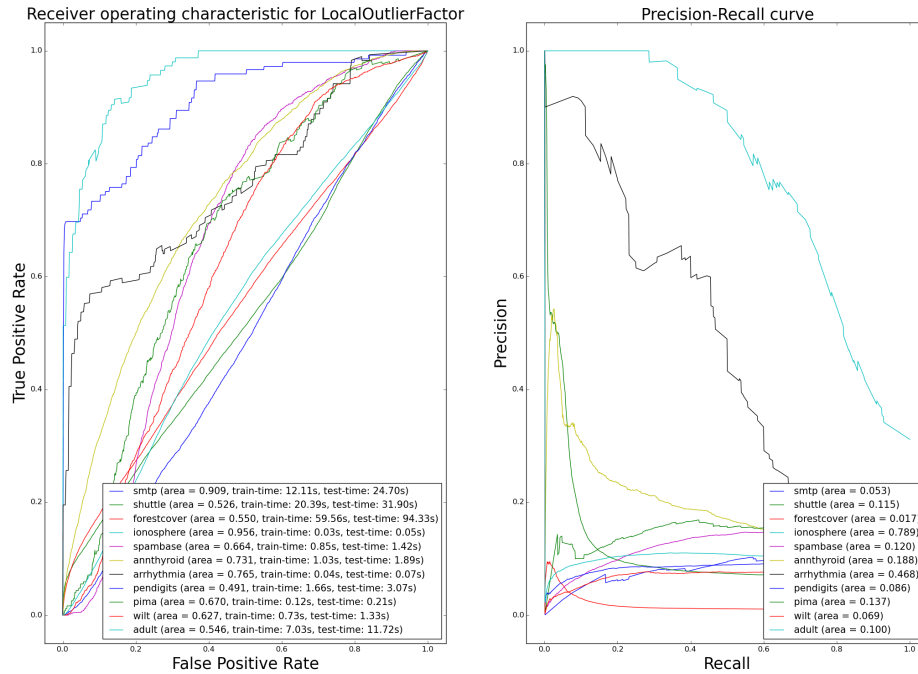 Receiver operating characteristic for LocalOutlierFactor
True Positive Rate
1.0
0.8
0.6
0.4
0.2
0.0
smtp (area = 0.909, train-time: 12.11s, test-time: 24.70s)
shuttle (area = 0.526, train-time: 20.39s, test-time: 31.90s)
forestcover (area = 0.550, train-time: 59.56s, test-time: 94.33s)
ionosphere (area = 0.956, train-time: 0.03s, test-time: 0.05s)
spambase (area = 0.664, train-time: 0.85s, test-time: 1.42s)
annthyroid (area = 0.731, train-time: 1.03s, test-time: 1.89s)
arrhythmia (area = 0.765, train-time: 0.04s, test-time: 0.07s)
pendigits (area = 0.491, train-time: 1.66s, test-time: 3.07s)
pima (area = 0.670, train-time: 0.12s, test-time: 0.21s)
wilt (area = 0.627, train-time: 0.73s, test-time: 1.33s)
adult (area = 0.546, train-time: 7.03s, test-time: 11.72s)
0.0 0.2 0.4 0.6 0.8 1.0
False Positive Rate
Precision-Recall curve
Precision
1.0
0.8
0.6
0.4
0.2
0.0
smtp (area = 0.053)
shuttle (area = 0.115)
forestcover (area = 0.017)
ionosphere (area = 0.789)
spambase (area = 0.120)
annthyroid (area = 0.188)
arrhythmia (area = 0.468)
pendigits (area = 0.086)
pima (area = 0.137)
wilt (area = 0.069)
adult (area = 0.100)
0.0 0.2 0.4 0.6 0.8 1.0
Recall